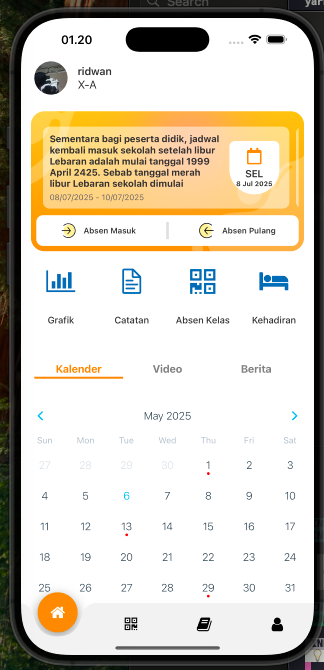 Search
01.20
ridwan
X-A
Sementara bagi peserta didik, jadwal
kembali masuk sekolah setelah libur
Lebaran adalah mulai tanggal 1999
April 2425. Sebab tanggal merah
libur Lebaran sekolah dimulai
08/07/2025 - 10/07/2025
SEL
8 Jul 2025
Absen Masuk
Absen Pulang
Grafik Catatan Absen Kelas Kehadiran
Kalender Video Berita
May 2025
Sun Mon Tue Wed Thu Fri Sat
27 28 29 30 1 2 3
4 5 6 7 8 9 10
11 12 13 14 15 16 17
18 19 20 21 22 23 24
25 26 27 28 29 30 31